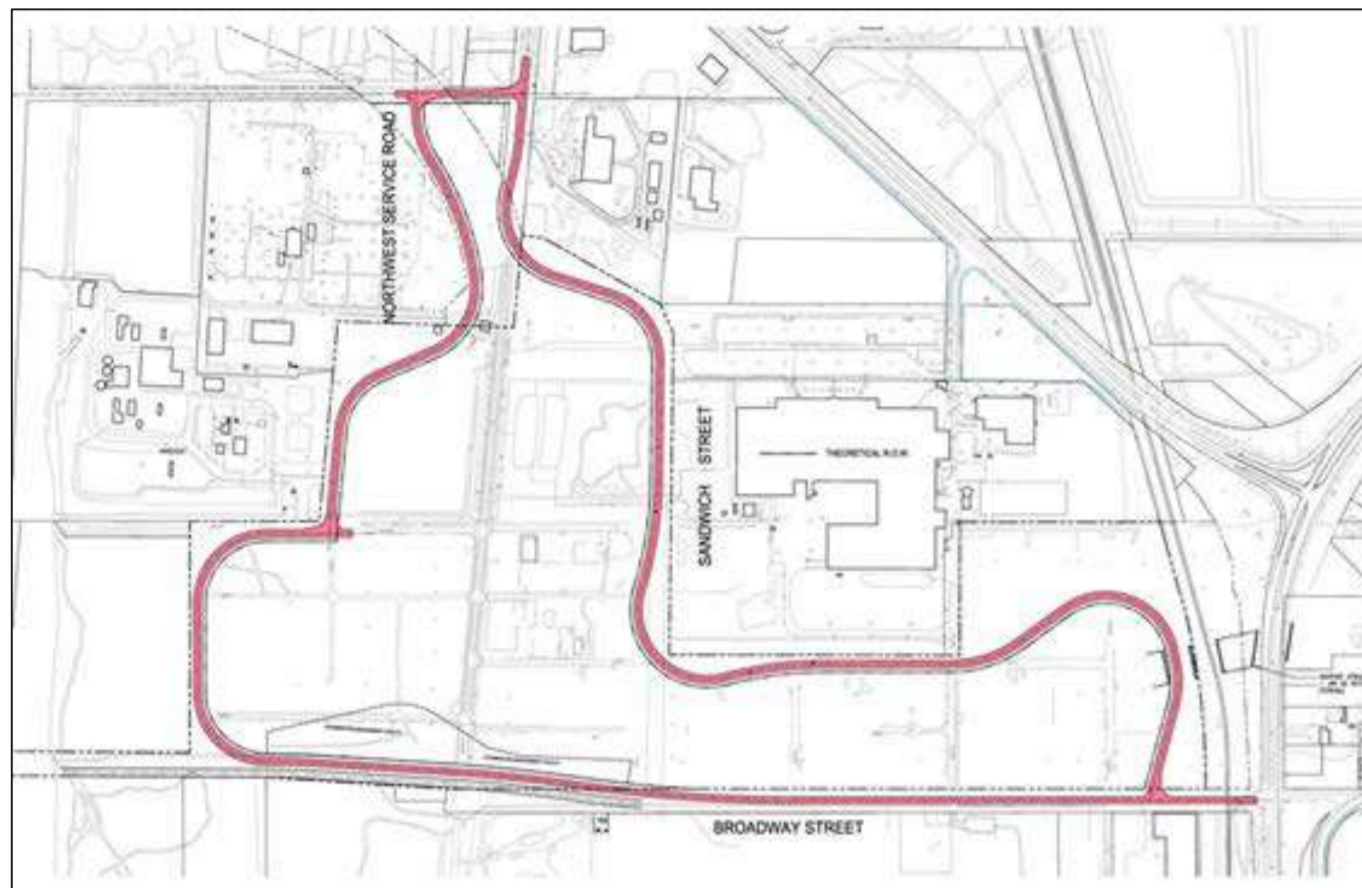 NORTHWEST SERVICE ROAD
SANDWICH STREET
THEORETICAL R.O.W.
BROADWAY STREET